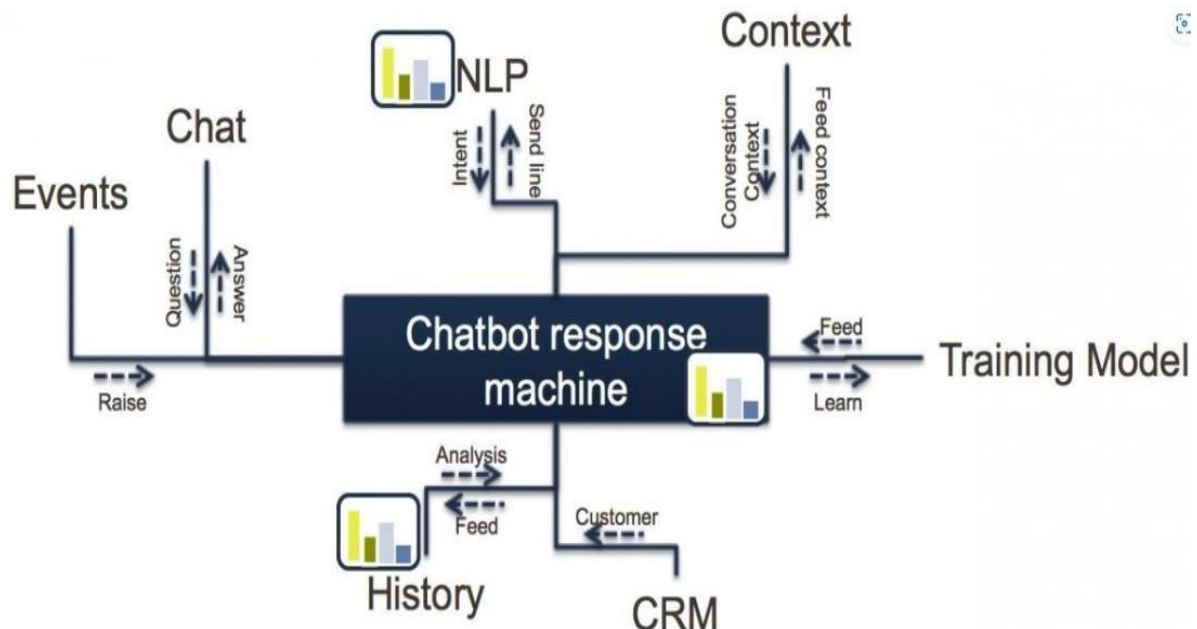 Context
NLP
Chat
Events
Intent
Send line
Conversation
Context
Feed context
Question
Answer
Raise
Chatbot response
machine
Feed
Learn
Training Model
Analysis
Feed
Customer
History
CRM